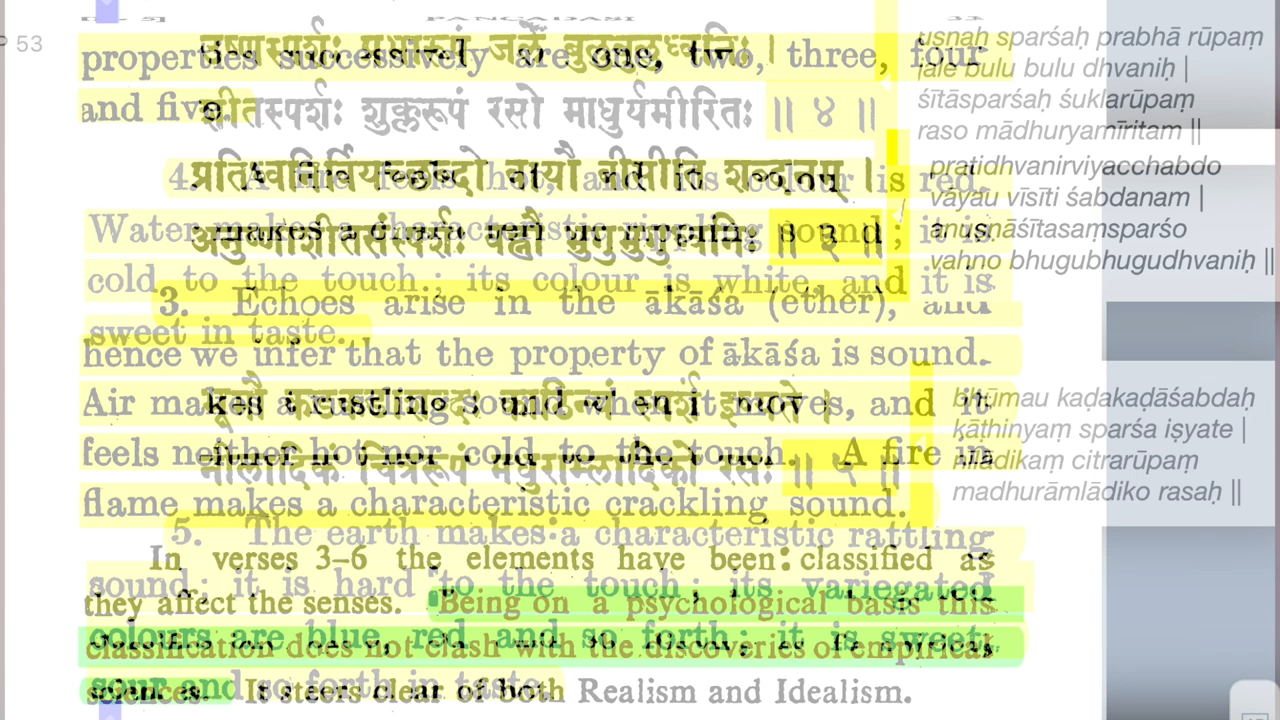 53
PANCADASI 33
properties successively are one, two, three, four
and five.
शीतस्पर्शः शुक्लरूपं रसो माधुर्यमीरितः ॥ ४ ॥
4. A fire feels hot, and its colour is red.
Water makes a characteristic rippling sound; it is
cold to the touch; its colour is white, and it is
sweet in taste.
3. Echoes arise in the ākāśa (ether), and
hence we infer that the property of ākāśa is sound.
Air makes a rustling sound when it moves, and it
feels neither hot nor cold to the touch. A fire in
flame makes a characteristic crackling sound.
5. The earth makes a characteristic rattling
sound; it is hard to the touch; its variegated
colours are blue, red and so forth; it is sweet,
sour and so forth in taste.
In verses 3-6 the elements have been classified as
they affect the senses. Being on a psychological basis this
classification does not clash with the discoveries of empirical
sciences. It steers clear of both Realism and Idealism.
uṣṇaḥ sparśaḥ prabhā rūpaṃ
jale bulu bulu dhvaniḥ |
śītāsparśaḥ śuklarūpaṃ
raso mādhuryamīritam ||
pratidhvanirviyacchabdo
vāyau vīsīti śabdanam |
anuṣṇāśītasaṃsparśo
vahno bhugubhugudhvaniḥ ||
bhūmau kaḍakaḍāśabdaḥ
kāṭhinyaṃ sparśa iṣyate |
nīlādikaṃ citrarūpaṃ
madhurāmlādiko rasaḥ ||